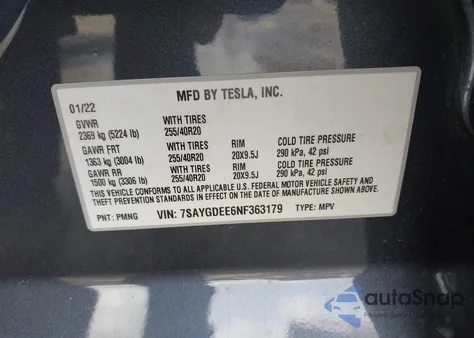 MFD BY TESLA, INC.
01/22
GVWR WITH TIRES
2369 kg (5224 lb) 255/40R20
GAWR FRT WITH TIRES RIM COLD TIRE PRESSURE
1363 kg (3004 lb) 255/40R20 20X9.5J 290 kPa, 42 psi
GAWR RR WITH TIRES RIM COLD TIRE PRESSURE
1500 kg (3306 lb) 255/40R20 20X9.5J 290 kPa, 42 psi
THIS VEHICLE CONFORMS TO ALL APPLICABLE U.S. FEDERAL MOTOR VEHICLE SAFETY AND
THEFT PREVENTION STANDARDS IN EFFECT ON THE DATE OF MANUFACTURE SHOWN ABOVE.
PNT: PMNG VIN: 7SAYGDEE6NF363179 TYPE: MPV
autoSnap